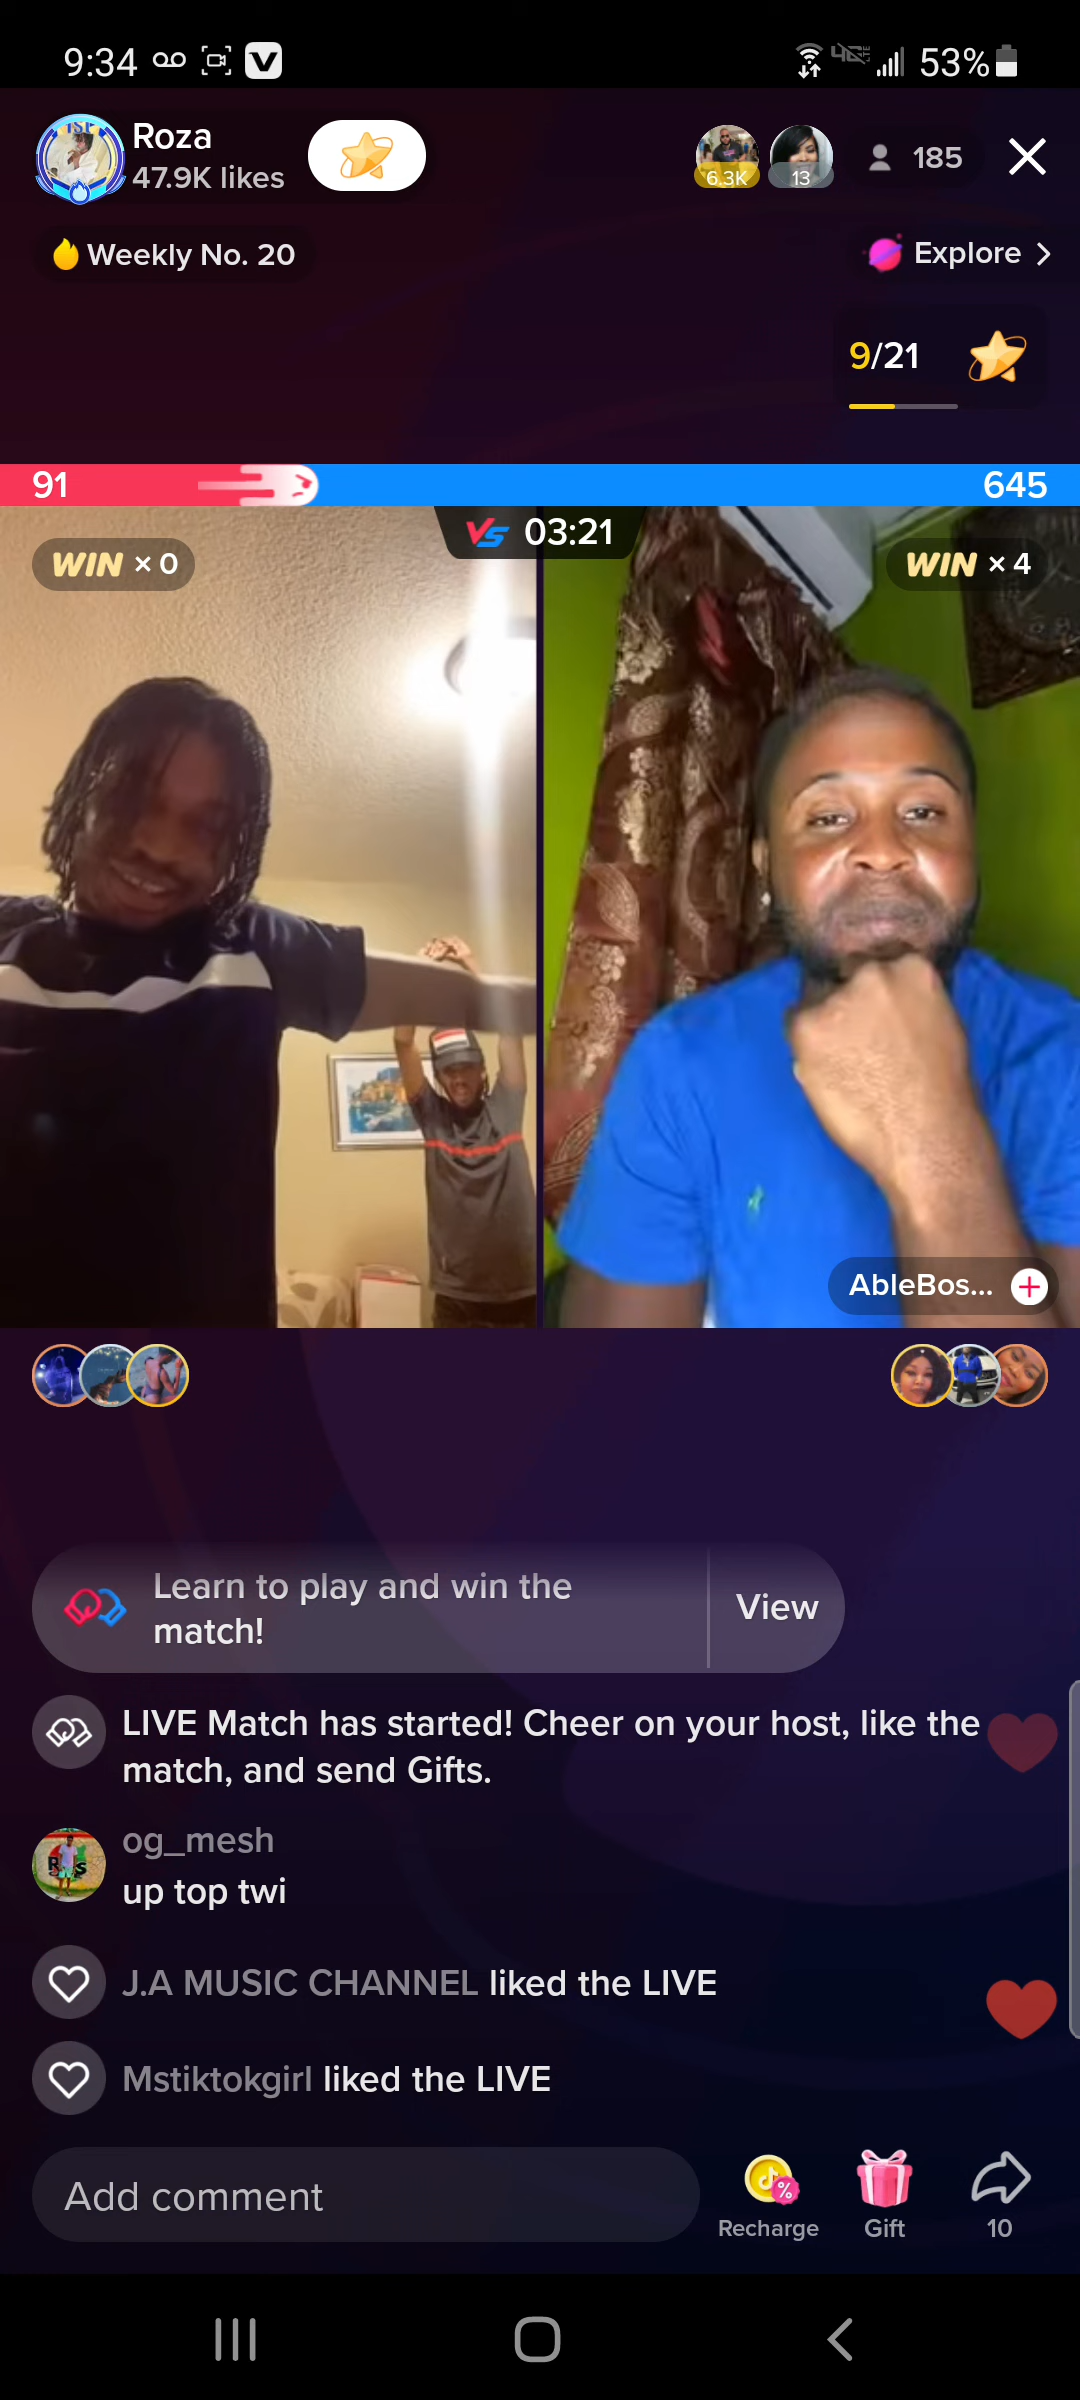 9:34
53%
Roza
47.9K likes
6.3K
13
185
Weekly No. 20
Explore
9/21
91
645
VS 03:21
WIN × 0
WIN × 4
AbleBos...
Learn to play and win the
match!
View
LIVE Match has started! Cheer on your host, like the
match, and send Gifts.
og_mesh
up top twi
J.A MUSIC CHANNEL liked the LIVE
Mstiktokgirl liked the LIVE
Add comment
Recharge
Gift
10